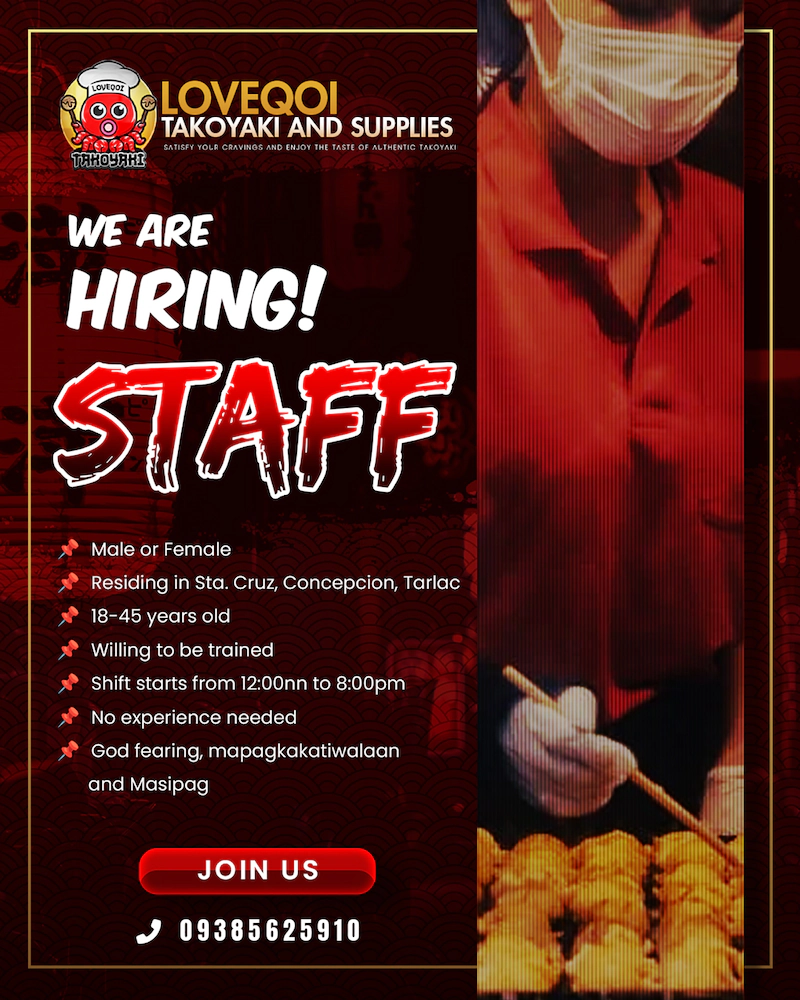 LOVEQOI
TAKOYAKI
LOVEQOI
TAKOYAKI AND SUPPLIES
SATISFY YOUR CRAVINGS AND ENJOY THE TASTE OF AUTHENTIC TAKOYAKI
WE ARE
HIRING!
STAFF
Male or Female
Residing in Sta. Cruz, Concepcion, Tarlac
18-45 years old
Willing to be trained
Shift starts from 12:00nn to 8:00pm
No experience needed
God fearing, mapagkakatiwalaan
and Masipag
JOIN US
09385625910